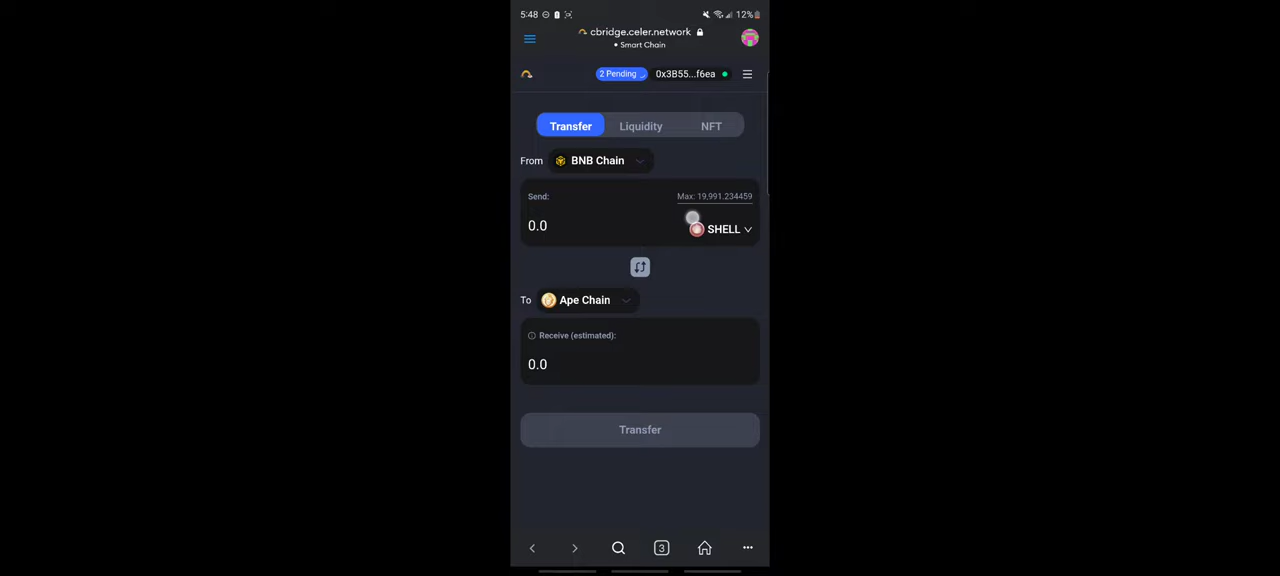 5:48 12%
cbridge.celer.network
• Smart Chain
2 Pending 0x3B55...f6ea
Transfer Liquidity NFT
From BNB Chain
Send: Max: 19,991.234459
0.0 SHELL
To Ape Chain
Receive (estimated):
0.0
Transfer
3